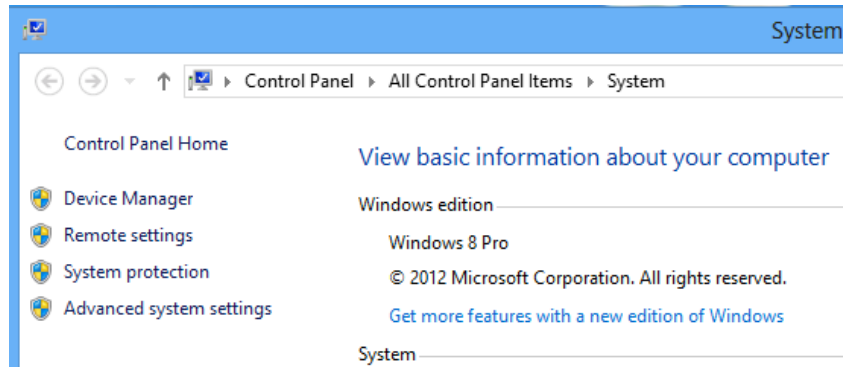 System
Control Panel All Control Panel Items System
Control Panel Home
Device Manager
Remote settings
System protection
Advanced system settings
View basic information about your computer
Windows edition
Windows 8 Pro
© 2012 Microsoft Corporation. All rights reserved.
Get more features with a new edition of Windows
System